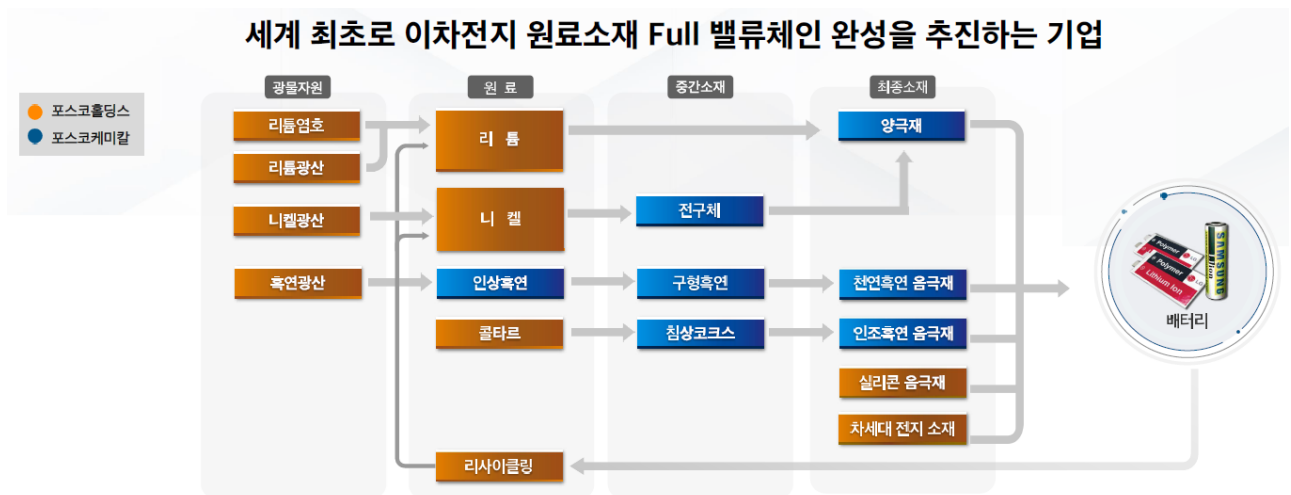 세계 최초로 이차전지 원료소재 Full 밸류체인 완성을 추진하는 기업
포스코홀딩스
포스코케미칼
광물자원
원 료
중간소재
최종소재
리튬염호
리튬광산
니켈광산
흑연광산
리 튬
니 켈
인상흑연
콜타르
리사이클링
전구체
구형흑연
침상코크스
양극재
천연흑연 음극재
인조흑연 음극재
실리콘 음극재
차세대 전지 소재
Polymer
Polymer
Lithium Ion
LG
SAMSUNG
배터리